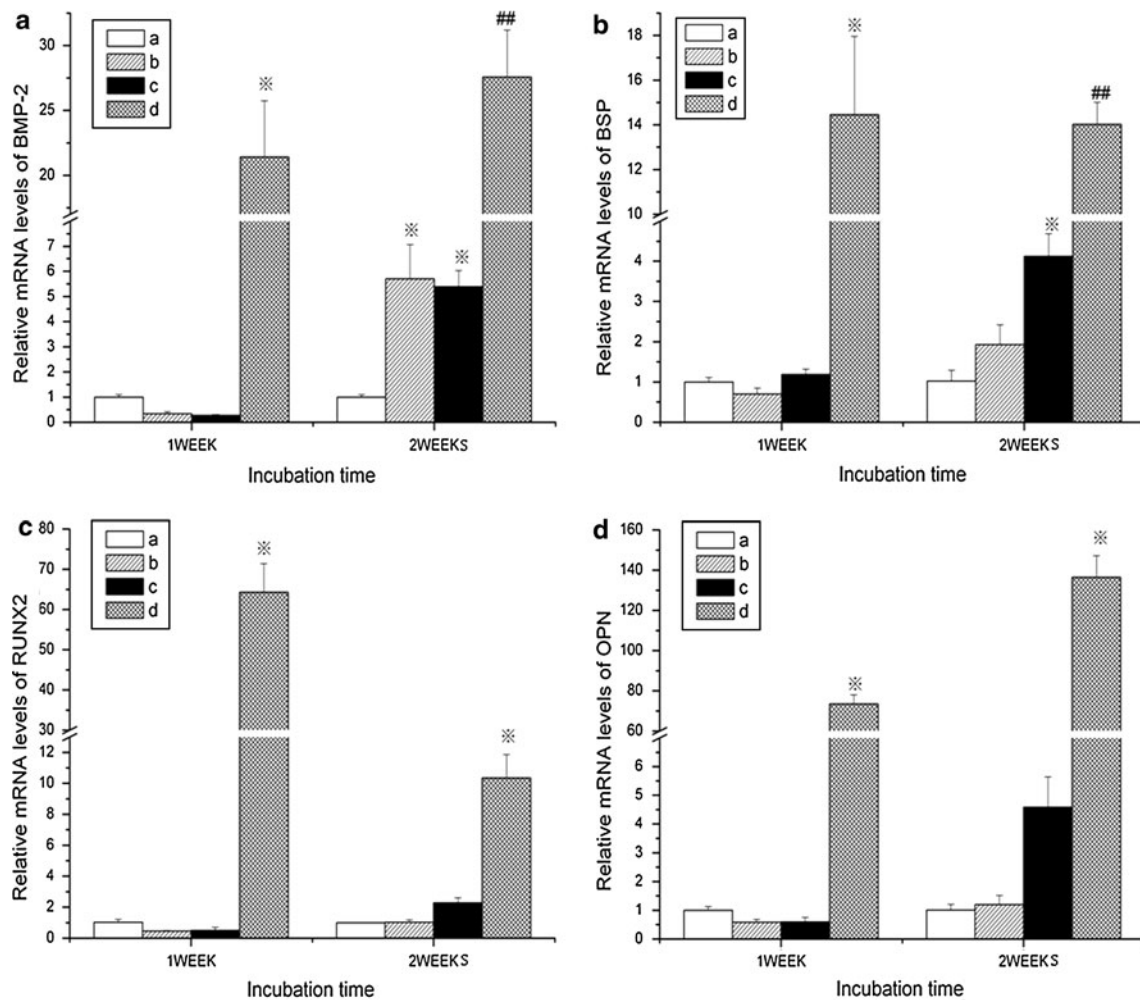 a
Relative mRNA levels of BMP-2
30
25
20
7
6
5
4
3
2
1
0
a
b
c
d
※
※
※
##
1WEEK
2WEEKS
Incubation time
b
Relative mRNA levels of BSP
18
16
14
12
10
4
3
2
1
0
a
b
c
d
※
※
##
1WEEK
2WEEKS
Incubation time
c
Relative mRNA levels of RUNX2
80
70
60
50
40
30
12
10
8
6
4
2
0
a
b
c
d
※
※
1WEEK
2WEEKS
Incubation time
d
Relative mRNA levels of OPN
160
140
120
100
80
60
6
5
4
3
2
1
0
a
b
c
d
※
※
1WEEK
2WEEKS
Incubation time